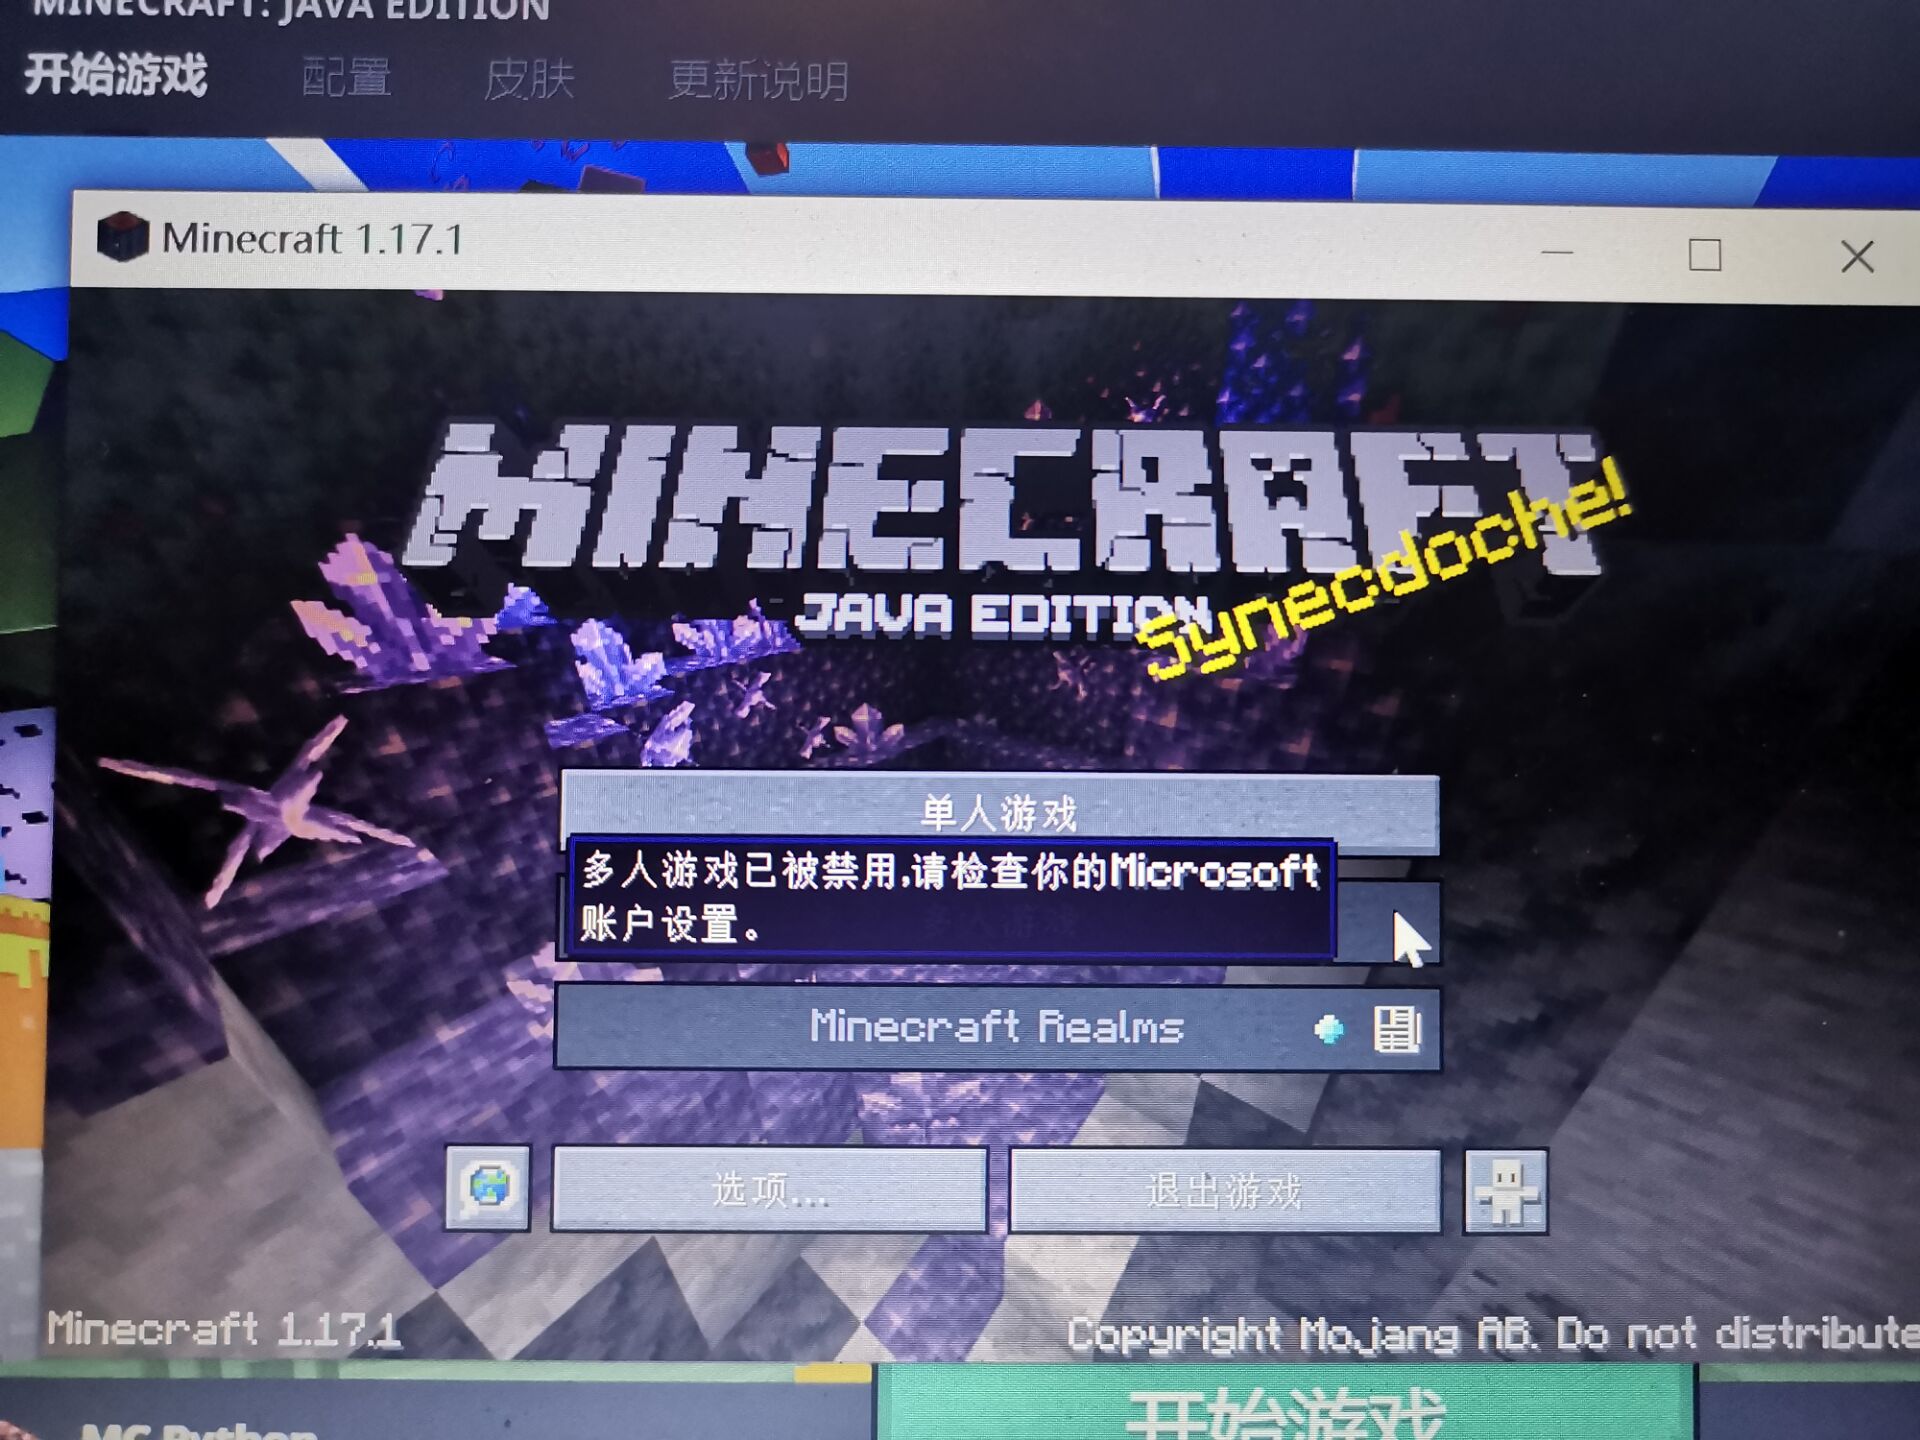 MINECRAFT: JAVA EDITION
开始游戏 配置 皮肤 更新说明
Minecraft 1.17.1
MINECRAFT
JAVA EDITION
Synecdoche!
单人游戏
多人游戏已被禁用,请检查你的Microsoft
账户设置。
Minecraft Realms
选项... 退出游戏
Minecraft 1.17.1
Copyright Mojang AB. Do not distribute
开始游戏
MC Python